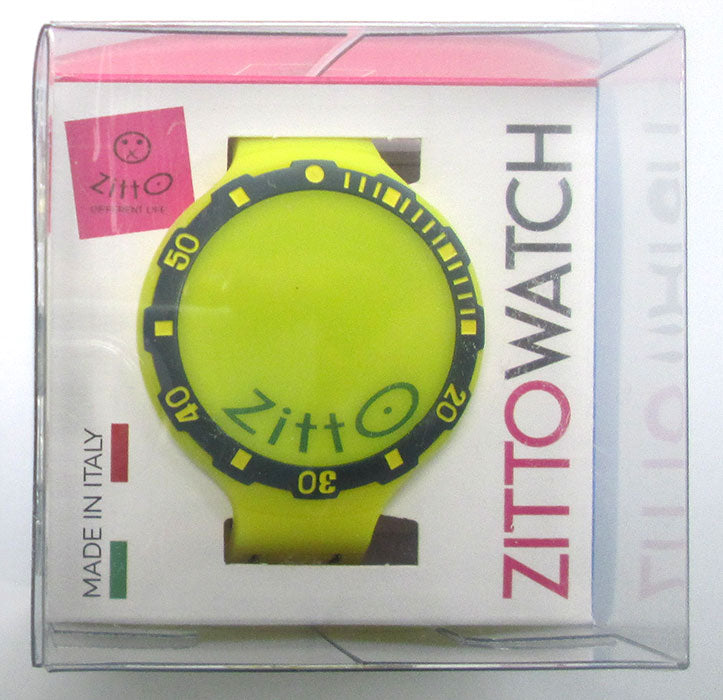 ZittO
DIFFERENT LIFE
50
40
30
20
ZittO
MADE IN ITALY
ZITTOWATCH